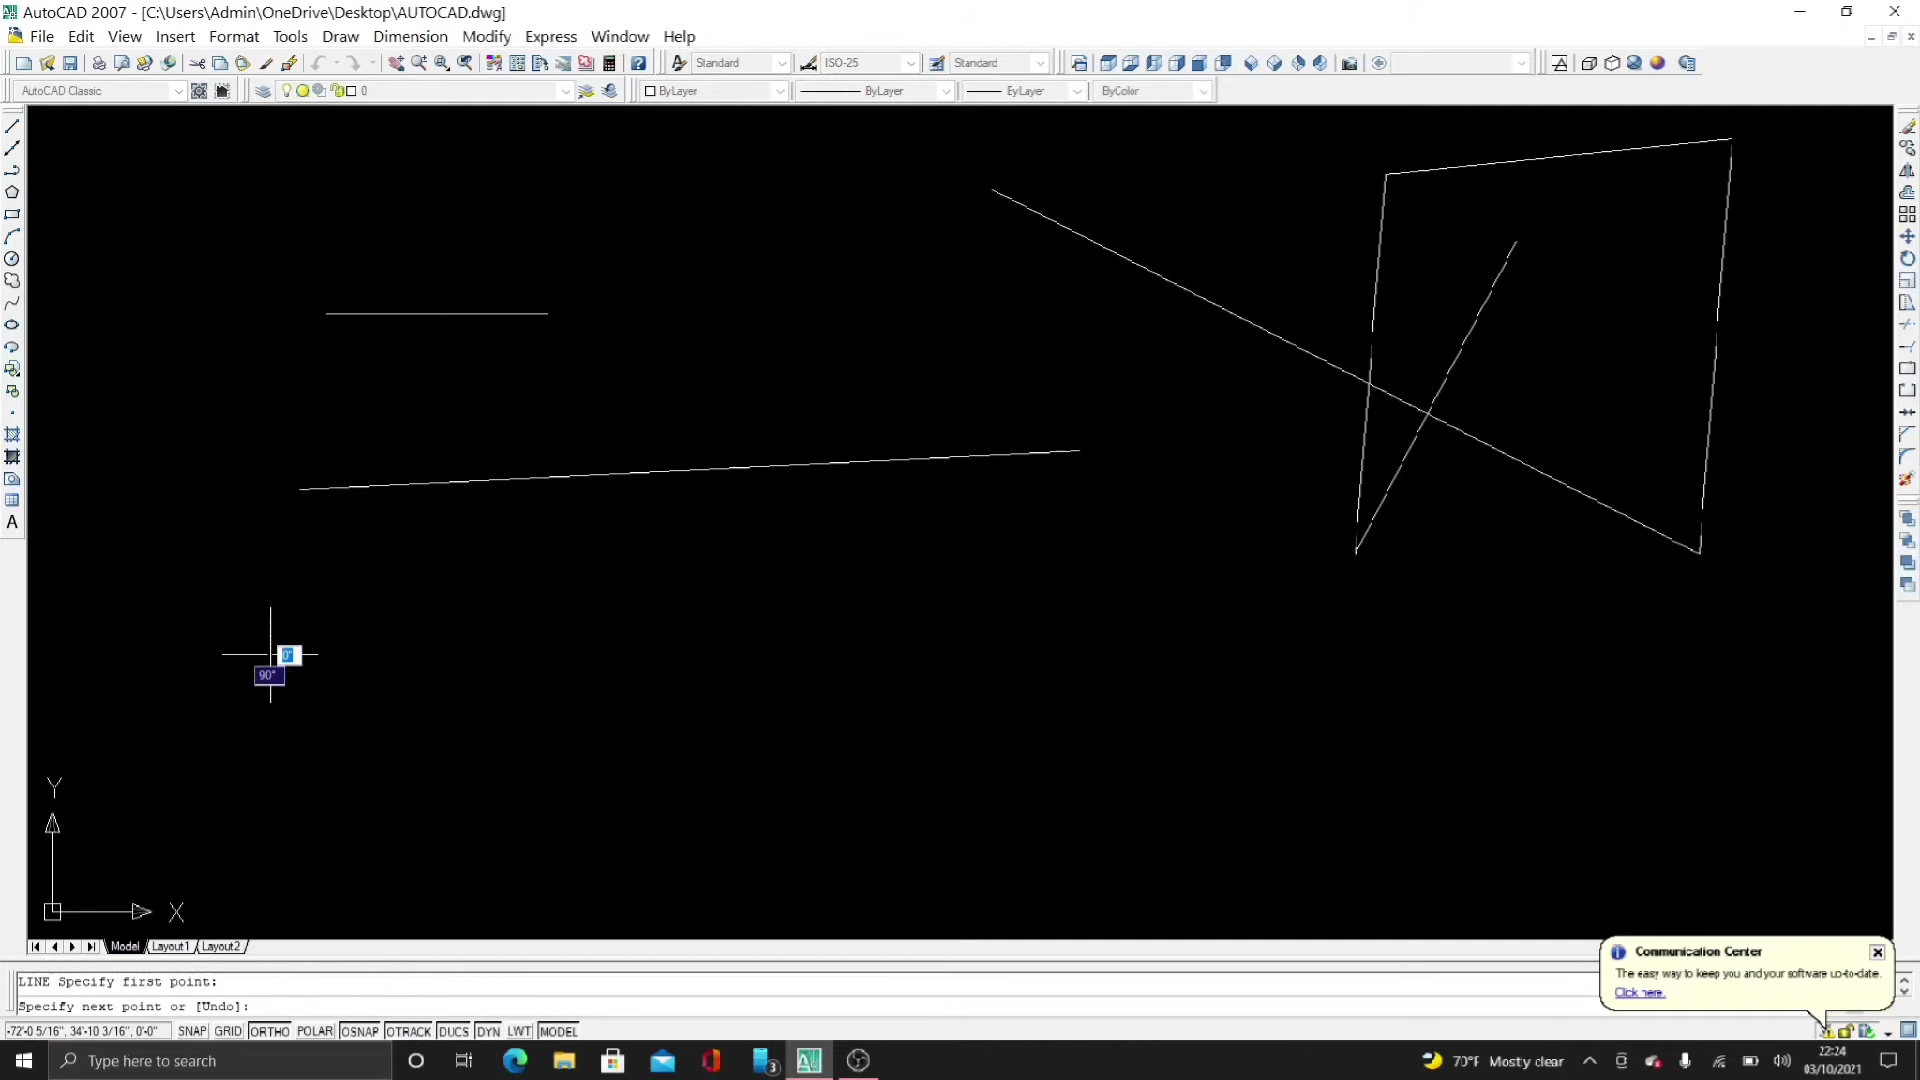 AutoCAD 2007 - [C:\Users\Admin\OneDrive\Desktop\AUTOCAD.dwg]
File Edit View Insert Format Tools Draw Dimension Modify Express Window Help
Standard ISO-25 Standard
AutoCAD Classic 0 ByLayer ByLayer ByLayer ByColor
A
0"
90°
Y
X
Model Layout1 Layout2
Communication Center
The easy way to keep you and your software up-to-date.
Click here.
LINE Specify first point:
Specify next point or [Undo]:
-72'-0 5/16", 34'-10 3/16", 0'-0" SNAP GRID ORTHO POLAR OSNAP OTRACK DUCS DYN LWT MODEL
Type here to search 3 70°F Mostly clear 22:24
03/10/2021